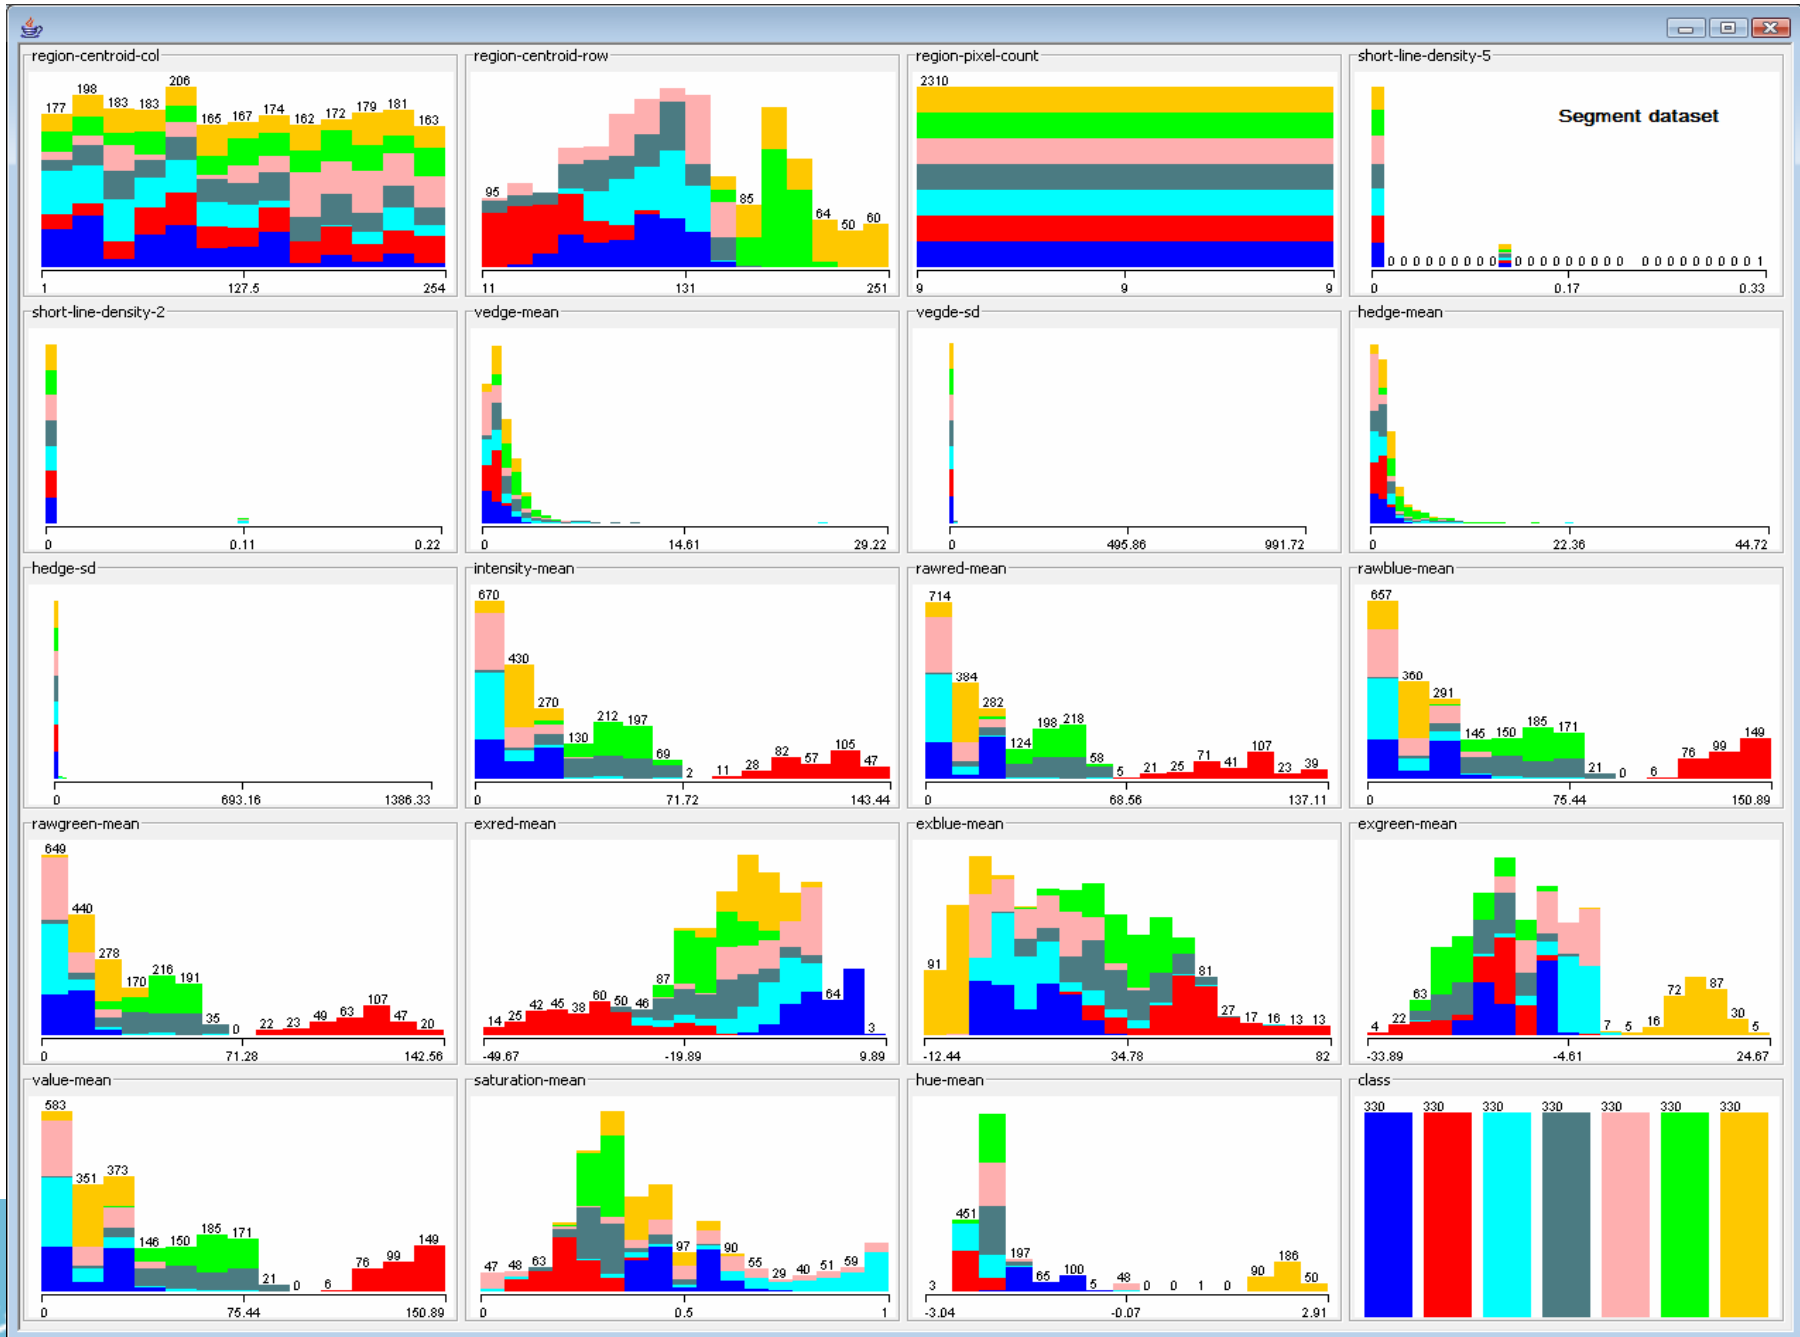 region-centroid-col
177 198 183 183 206 165 167 174 162 172 179 181 163
1 127.5 254
region-centroid-row
95 85 64 50 60
11 131 251
region-pixel-count
2310
9 9 9
short-line-density-5
Segment dataset
0 0 0 0 0 0 0 0 0 0 0 0 0 0 0 0 0 0 0 0 0 0 0 0 0 0 0 1
0 0.17 0.33
short-line-density-2
0 0.11 0.22
vedge-mean
0 14.61 29.22
vegde-sd
0 495.86 991.72
hedge-mean
0 22.36 44.72
hedge-sd
0 693.16 1386.33
intensity-mean
670 430 270 130 212 197 69 2 11 28 82 57 105 47
0 71.72 143.44
rawred-mean
714 384 282 124 198 218 58 5 21 25 71 41 107 23 39
0 68.56 137.11
rawblue-mean
657 360 291 145 150 185 171 21 0 6 76 99 149
0 75.44 150.89
rawgreen-mean
649 440 278 170 216 191 35 0 22 23 49 63 107 47 20
0 71.28 142.56
exred-mean
14 25 42 45 38 60 50 46 87 64 3
-49.67 -19.89 9.89
exblue-mean
91 81 27 17 16 13 13
-12.44 34.78 82
exgreen-mean
4 22 63 7 5 16 72 87 30 5
-33.89 -4.61 24.67
value-mean
583 351 373 146 150 185 171 21 0 6 76 99 149
0 75.44 150.89
saturation-mean
47 48 63 97 90 55 29 40 51 59
0 0.5 1
hue-mean
3 451 197 65 100 5 48 0 0 1 0 90 186 50
-3.04 -0.07 2.91
class
330 330 330 330 330 330 330